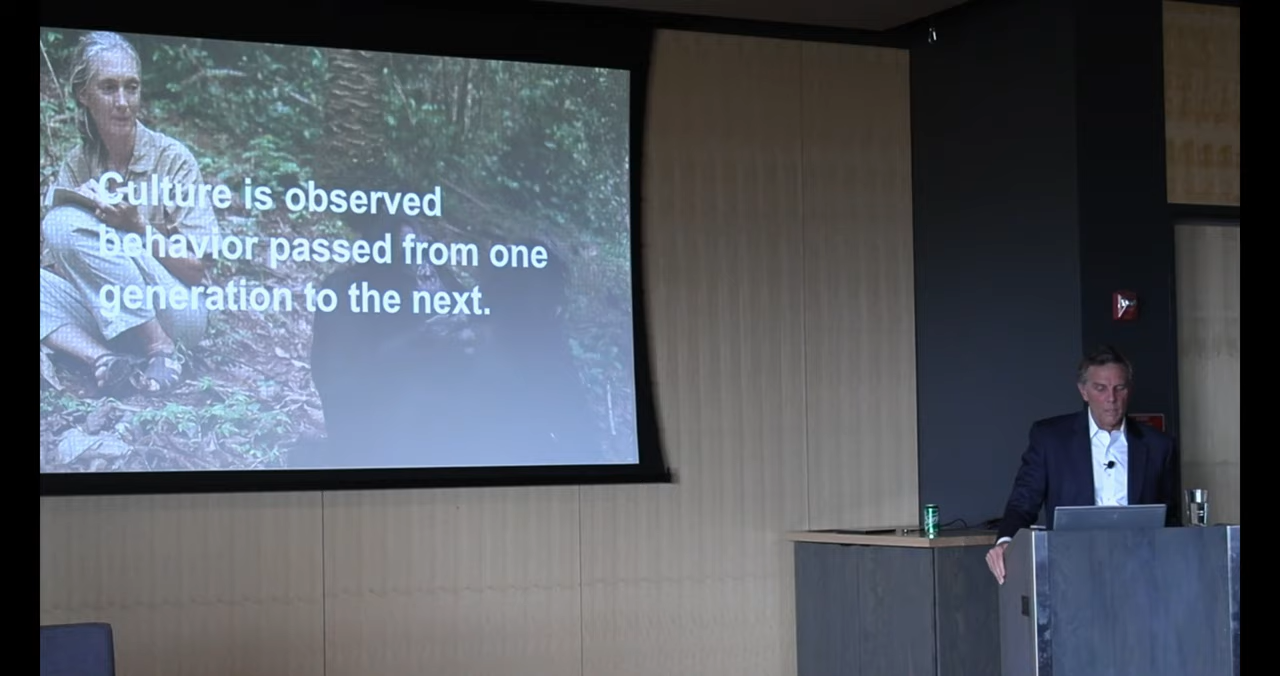 Culture is observed
behavior passed from one
generation to the next.